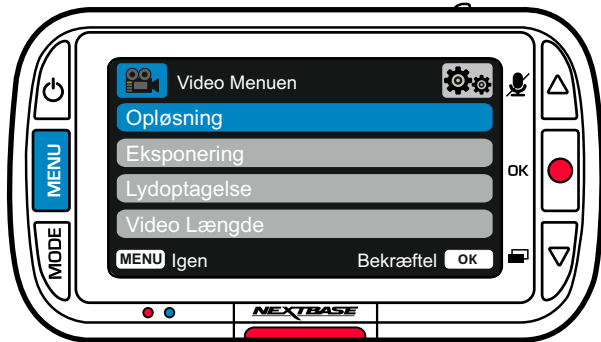 Video Menuen
Opløsning
Eksponering
Lydoptagelse
Video Længde
MENU Igen
Bekræftel OK
MENU
MODE
OK
NEXTBASE